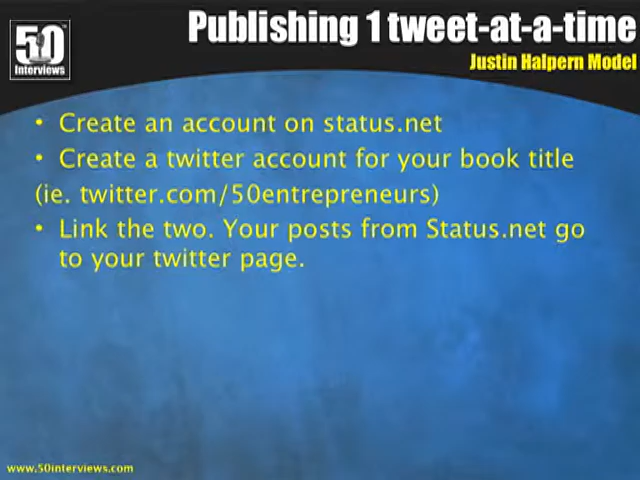 50
Interviews
Publishing 1 tweet-at-a-time
Justin Halpern Model
• Create an account on status.net
• Create a twitter account for your book title
(ie. twitter.com/50entrepreneurs)
• Link the two. Your posts from Status.net go
to your twitter page.
www.50interviews.com